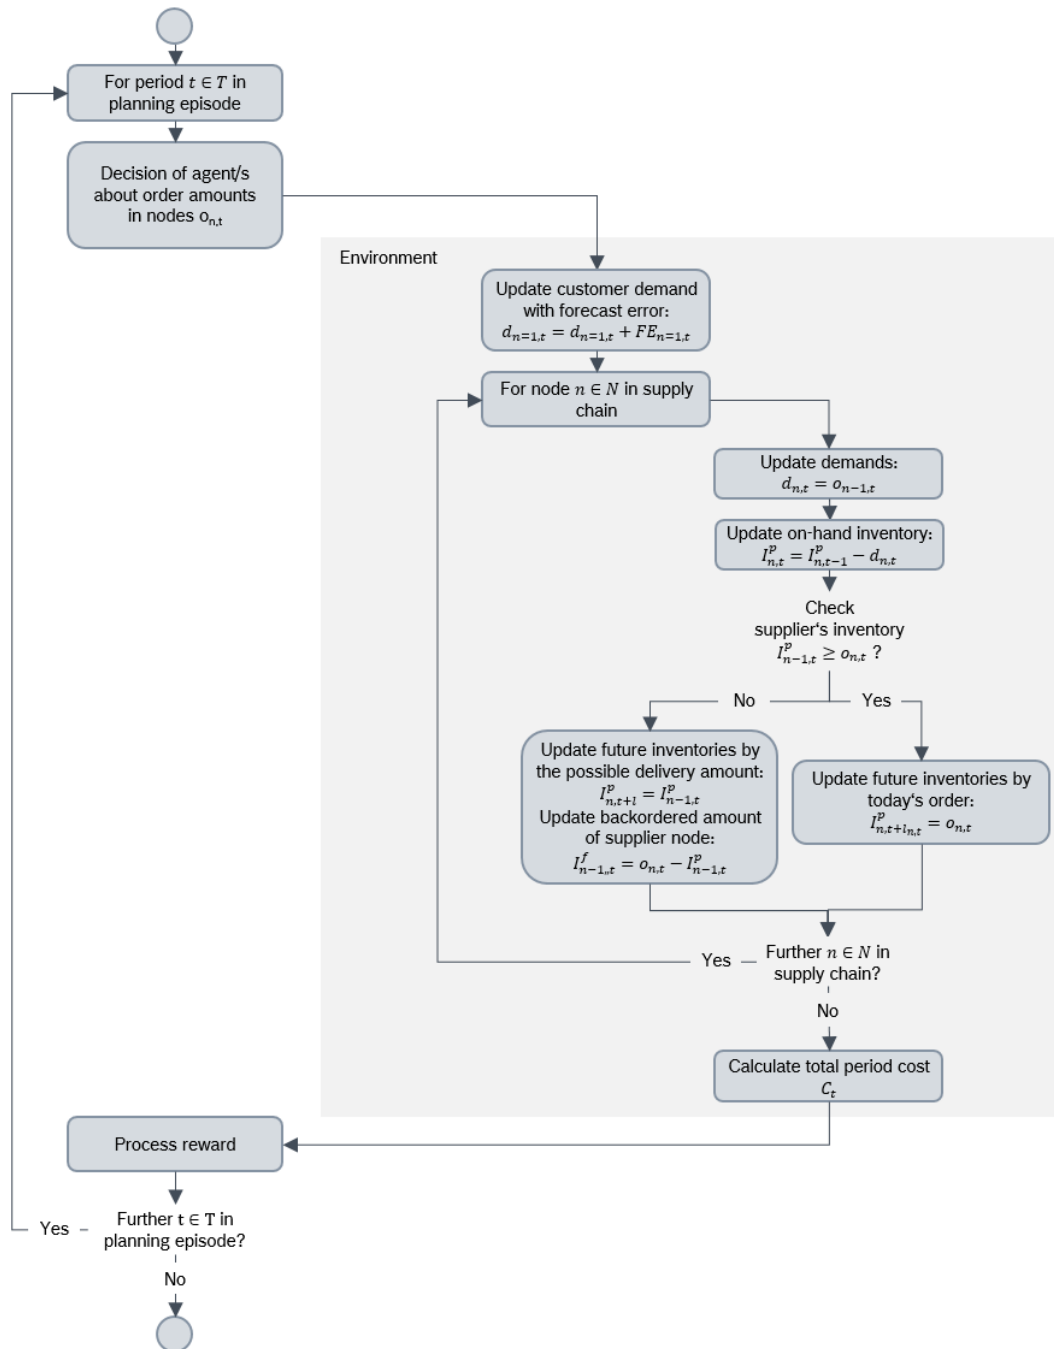 For period t ∈ T in
planning episode
Decision of agent/s
about order amounts
in nodes oₙ,ₜ
Environment
Update customer demand
with forecast error:
d_{n=1,t} = d_{n=1,t} + FE_{n=1,t}
For node n ∈ N in supply
chain
Update demands:
d_{n,t} = o_{n−1,t}
Update on-hand inventory:
I^p_{n,t} = I^p_{n,t−1} − d_{n,t}
Check
supplier's inventory
I^p_{n−1,t} ≥ o_{n,t} ?
No
Yes
Update future inventories by
the possible delivery amount:
I^p_{n,t+l} = I^p_{n−1,t}
Update backordered amount
of supplier node:
I^f_{n−1,,t} = o_{n,t} − I^p_{n−1,t}
Update future inventories by
today's order:
I^p_{n,t+l_{n,t}} = o_{n,t}
Further n ∈ N in
supply chain?
Yes
No
Calculate total period cost
C_t
Process reward
Further t ∈ T in
planning episode?
Yes
No